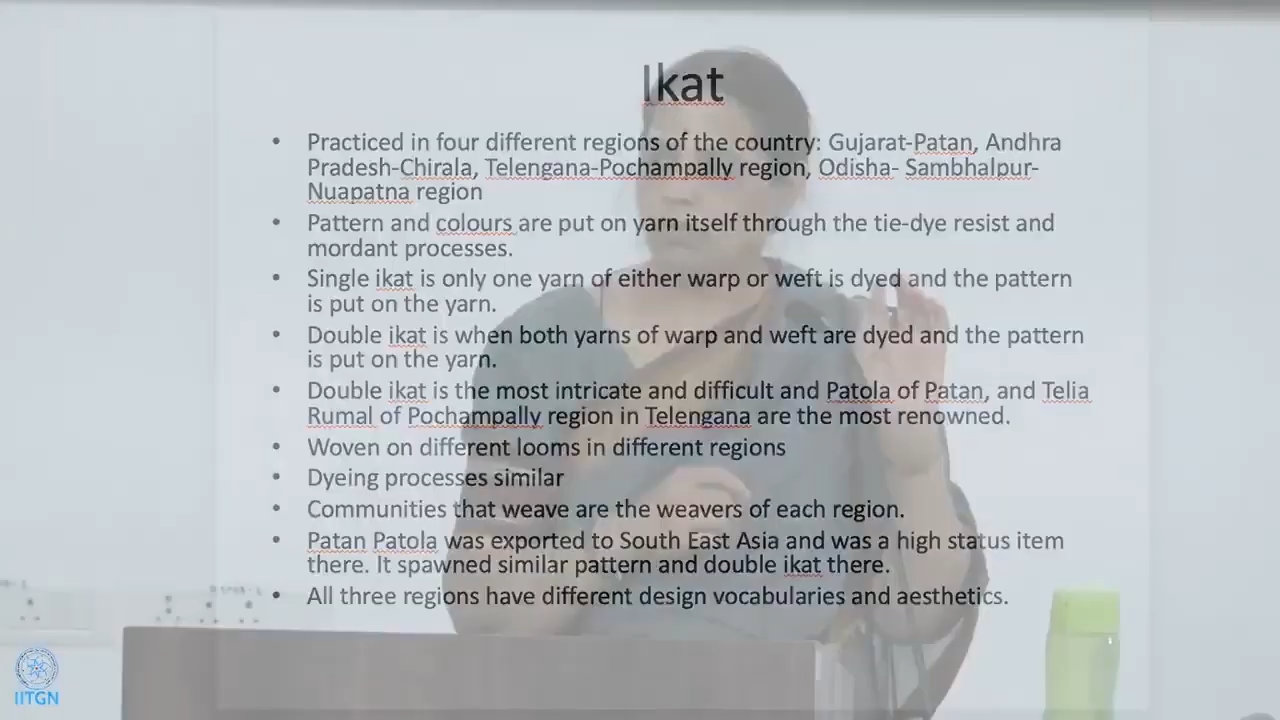 Ikat
• Practiced in four different regions of the country: Gujarat-Patan, Andhra
Pradesh-Chirala, Telengana-Pochampally region, Odisha- Sambhalpur-
Nuapatna region
• Pattern and colours are put on yarn itself through the tie-dye resist and
mordant processes.
• Single ikat is only one yarn of either warp or weft is dyed and the pattern
is put on the yarn.
• Double ikat is when both yarns of warp and weft are dyed and the pattern
is put on the yarn.
• Double ikat is the most intricate and difficult and Patola of Patan, and Telia
Rumal of Pochampally region in Telengana are the most renowned.
• Woven on different looms in different regions
• Dyeing processes similar
• Communities that weave are the weavers of each region.
• Patan Patola was exported to South East Asia and was a high status item
there. It spawned similar pattern and double ikat there.
• All three regions have different design vocabularies and aesthetics.
IITGN